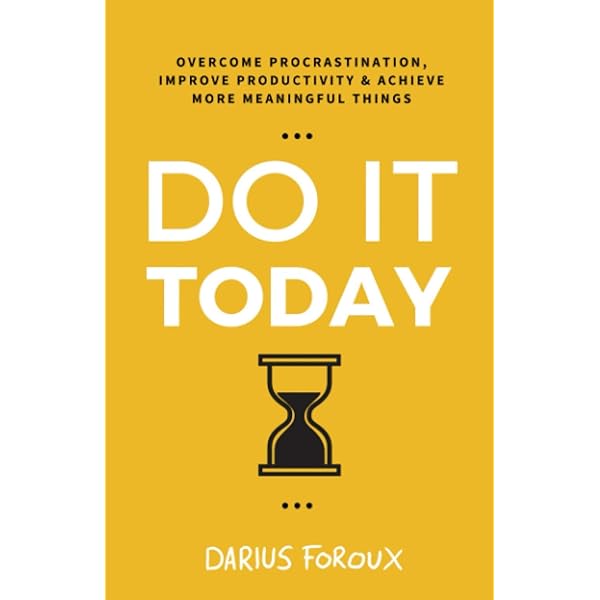 OVERCOME PROCRASTINATION,
IMPROVE PRODUCTIVITY & ACHIEVE
MORE MEANINGFUL THINGS
DO IT
TODAY
DARIUS FOROUX